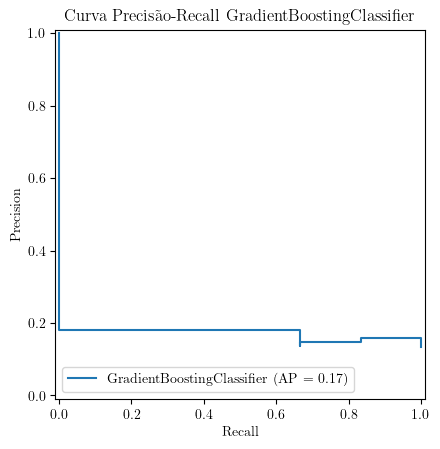 Curva Precisão-Recall GradientBoostingClassifier
1.0
0.8
0.6
0.4
0.2
0.0
Precision
GradientBoostingClassifier (AP = 0.17)
0.0 0.2 0.4 0.6 0.8 1.0
Recall